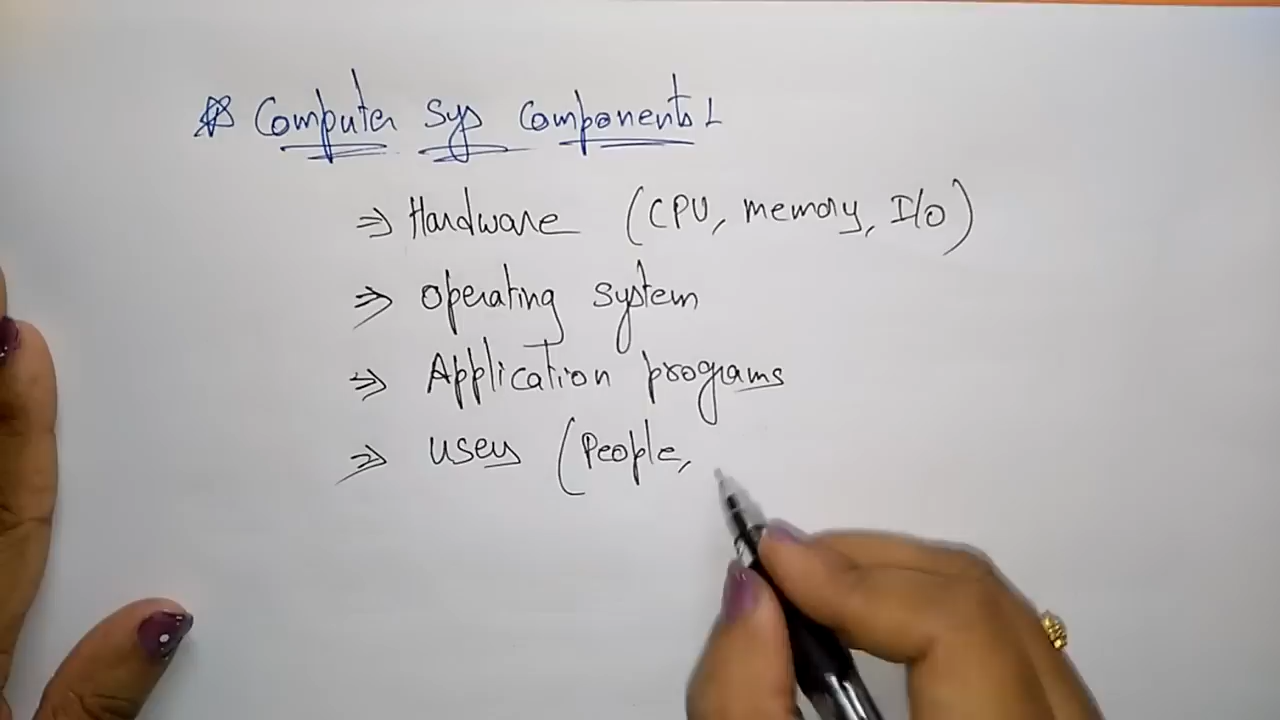 Computer Sys Components
⇒ Hardware (CPU, memory, I/O)
⇒ operating system
⇒ Application programs
⇒ users (People,